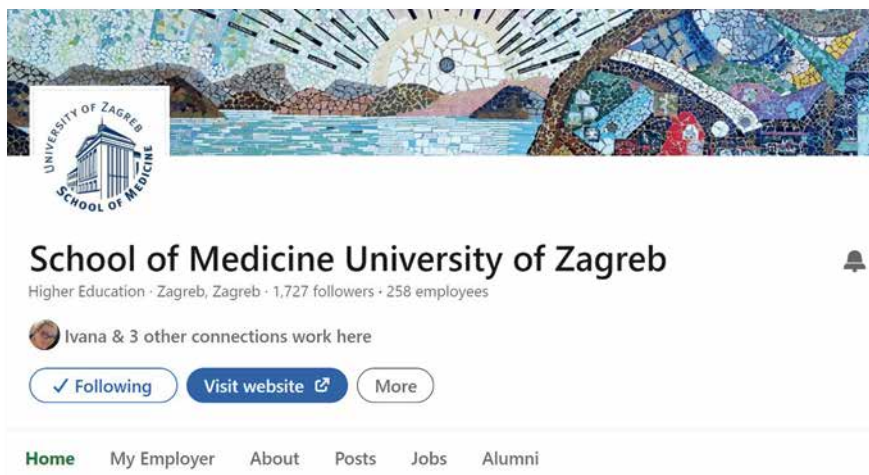 UNIVERSITY OF ZAGREB
SCHOOL OF MEDICINE
School of Medicine University of Zagreb
Higher Education · Zagreb, Zagreb · 1,727 followers · 258 employees
Ivana & 3 other connections work here
✓ Following Visit website More
Home My Employer About Posts Jobs Alumni